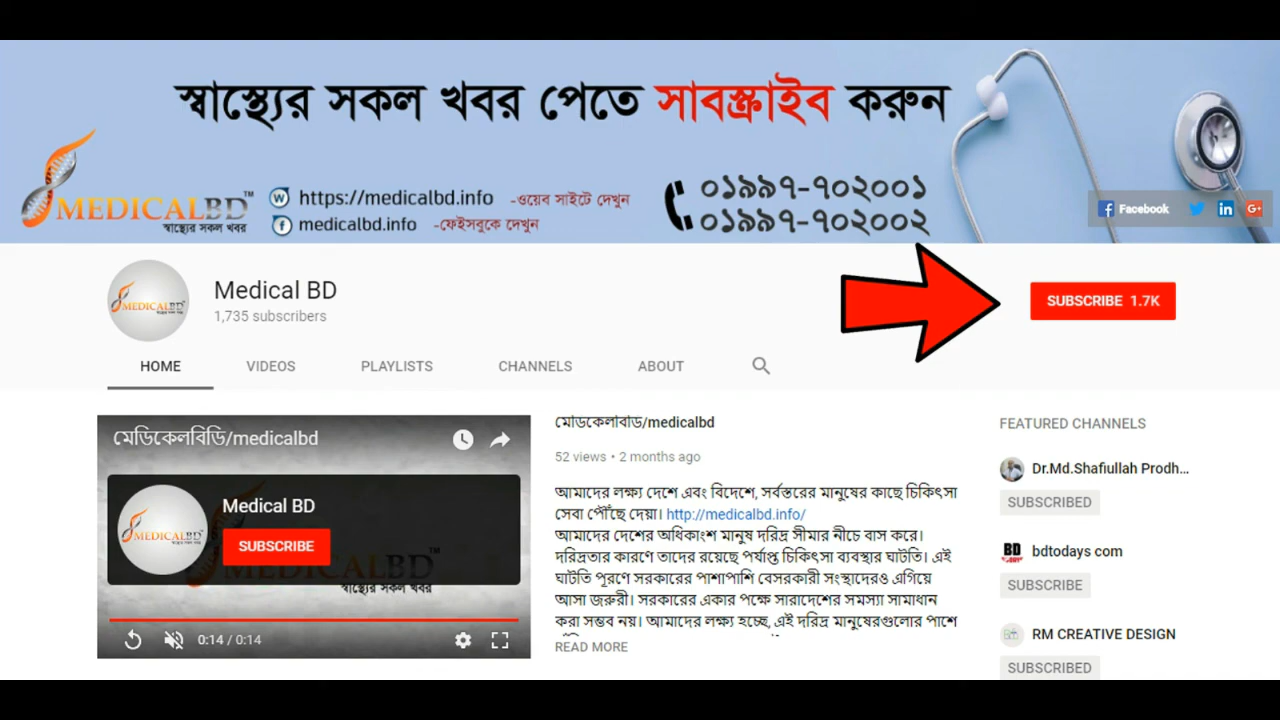 স্বাস্থ্যের সকল খবর পেতে সাবস্ক্রাইব করুন
MEDICALBD™
স্বাস্থ্যের সকল খবর
https://medicalbd.info -ওয়েব সাইটে দেখুন
medicalbd.info -ফেইসবুকে দেখুন
০১৯৯৭-৭০২০০১
০১৯৯৭-৭০২০০২
Facebook
Medical BD
1,735 subscribers
SUBSCRIBE 1.7K
HOME VIDEOS PLAYLISTS CHANNELS ABOUT
মেডিকেলবিডি/medicalbd
Medical BD
SUBSCRIBE
MEDICALBD™
স্বাস্থ্যের সকল খবর
0:14 / 0:14
মেডিকেলবিডি/medicalbd
52 views • 2 months ago
আমাদের লক্ষ্য দেশে এবং বিদেশে, সর্বস্তরের মানুষের কাছে চিকিৎসা
সেবা পৌঁছে দেয়া। http://medicalbd.info/
আমাদের দেশের অধিকাংশ মানুষ দরিদ্র সীমার নীচে বাস করে।
দরিদ্রতার কারণে তাদের রয়েছে পর্যাপ্ত চিকিৎসা ব্যবস্থার ঘাটতি। এই
ঘাটতি পূরণে সরকারের পাশাপাশি বেসরকারী সংস্থাদেরও এগিয়ে
আসা জরুরী। সরকারের একার পক্ষে সারাদেশের সমস্যা সামাধান
করা সম্ভব নয়। আমাদের লক্ষ্য হচ্ছে, এই দরিদ্র মানুষেরগুলোর পাশে
READ MORE
FEATURED CHANNELS
Dr.Md.Shafiullah Prodh...
SUBSCRIBED
bdtodays com
SUBSCRIBED
RM CREATIVE DESIGN
SUBSCRIBED